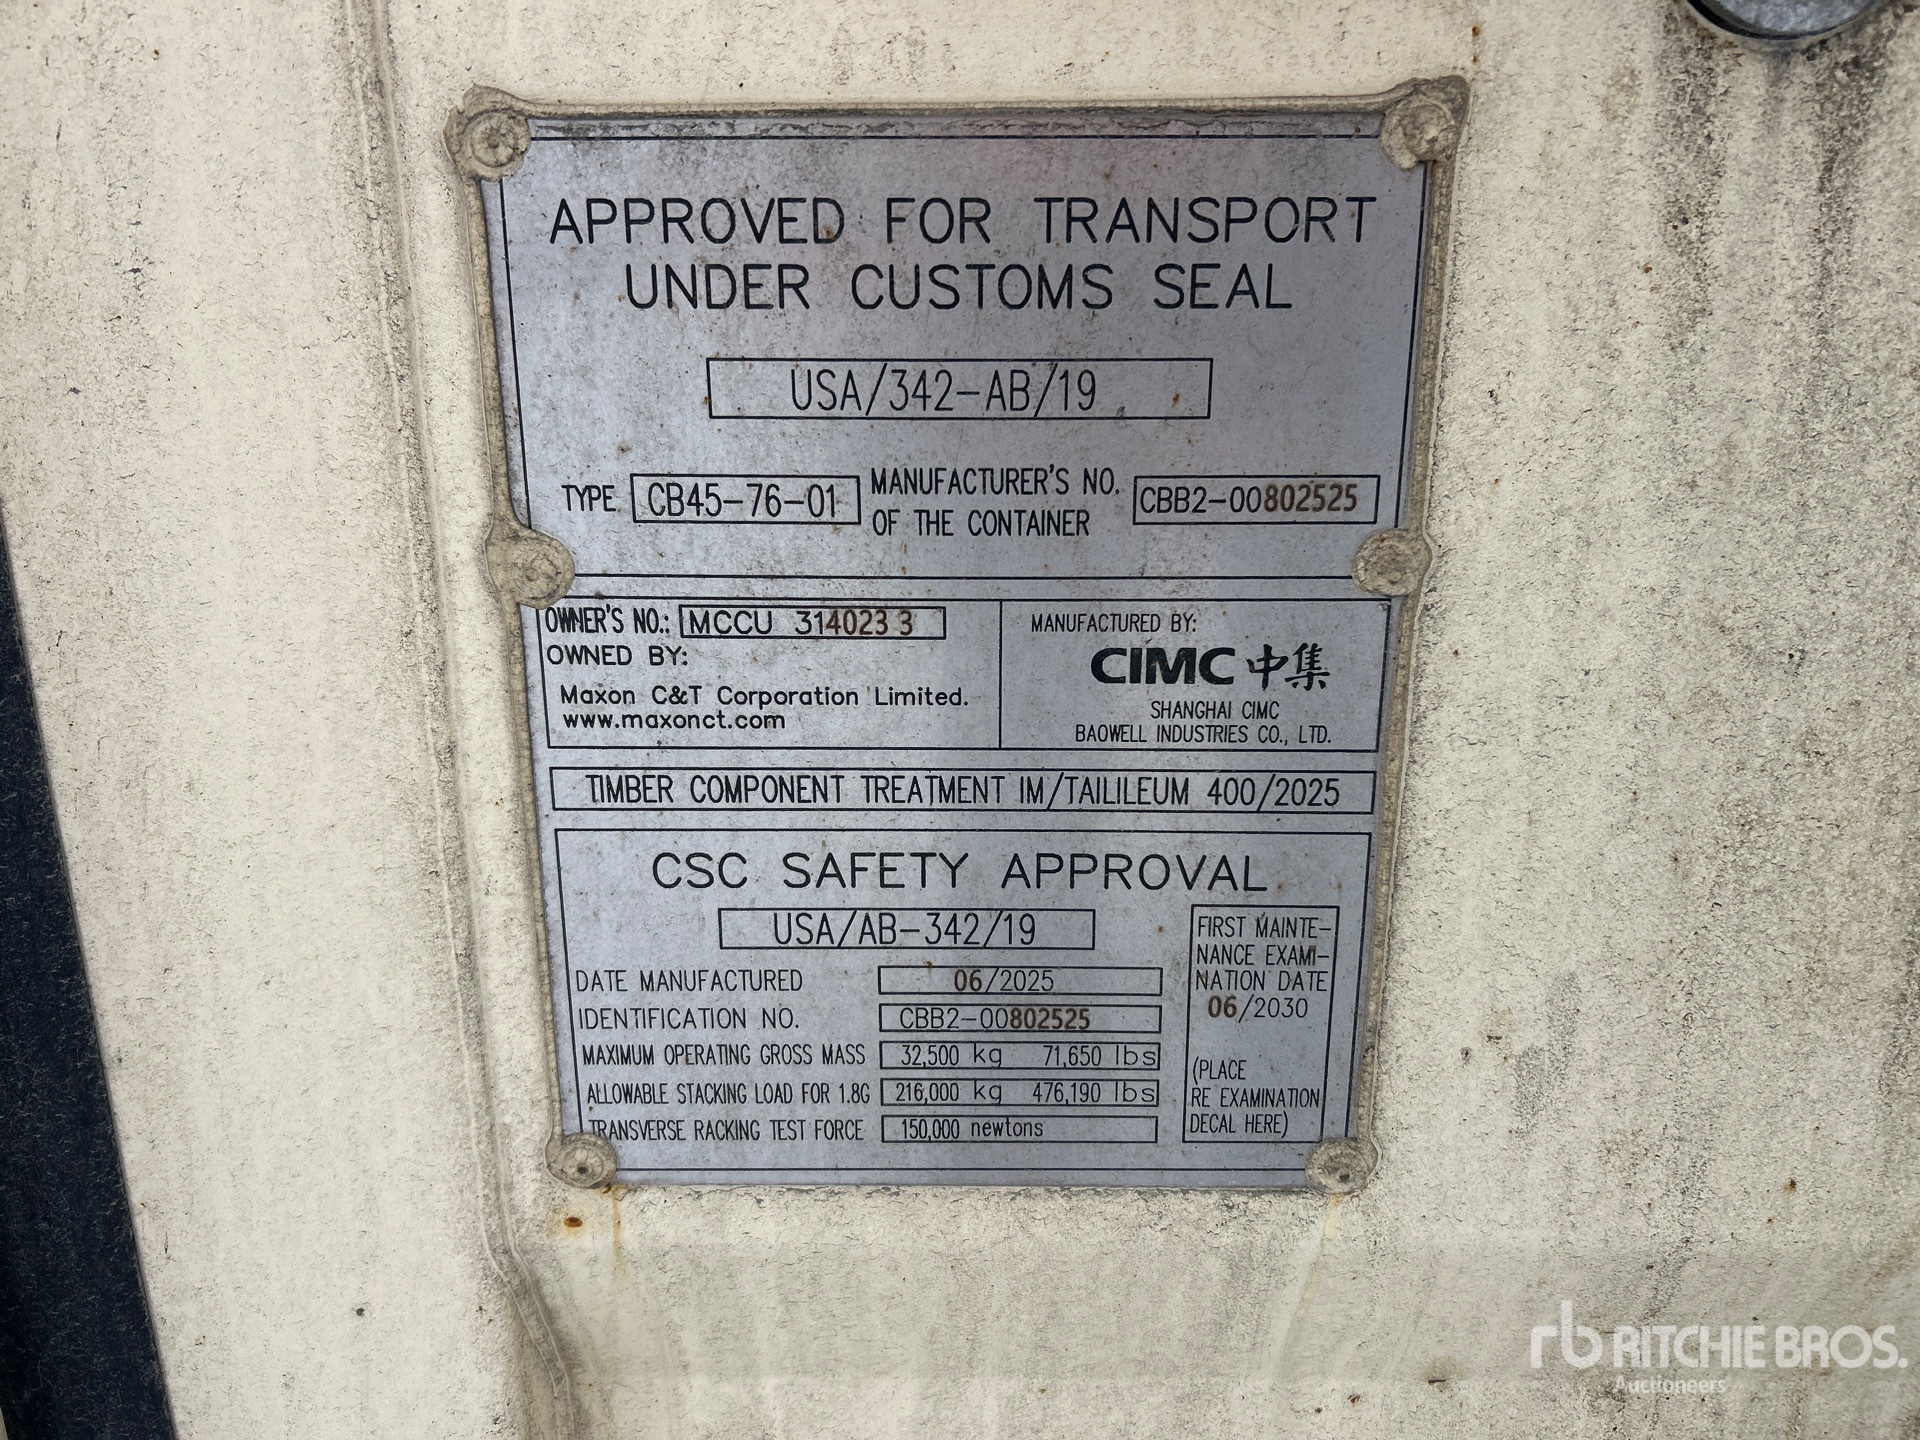 APPROVED FOR TRANSPORT
UNDER CUSTOMS SEAL
USA/342-AB/19
TYPE CB45-76-01 MANUFACTURER'S NO. OF THE CONTAINER CBB2-00802525
OWNER'S NO.: MCCU 314023 3
OWNED BY:
Maxon C&T Corporation Limited.
www.maxonct.com
MANUFACTURED BY:
CIMC 中集
SHANGHAI CIMC
BAOWELL INDUSTRIES CO., LTD.
TIMBER COMPONENT TREATMENT IM/TAILILEUM 400/2025
CSC SAFETY APPROVAL
USA/AB-342/19
DATE MANUFACTURED 06/2025
IDENTIFICATION NO. CBB2-00802525
MAXIMUM OPERATING GROSS MASS 32,500 kg 71,650 lbs
ALLOWABLE STACKING LOAD FOR 1.8G 216,000 kg 476,190 lbs
TRANSVERSE RACKING TEST FORCE 150,000 newtons
FIRST MAINTE-
NANCE EXAMI-
NATION DATE
06/2030
(PLACE
RE EXAMINATION
DECAL HERE)
rb RITCHIE BROS.
Auctioneers